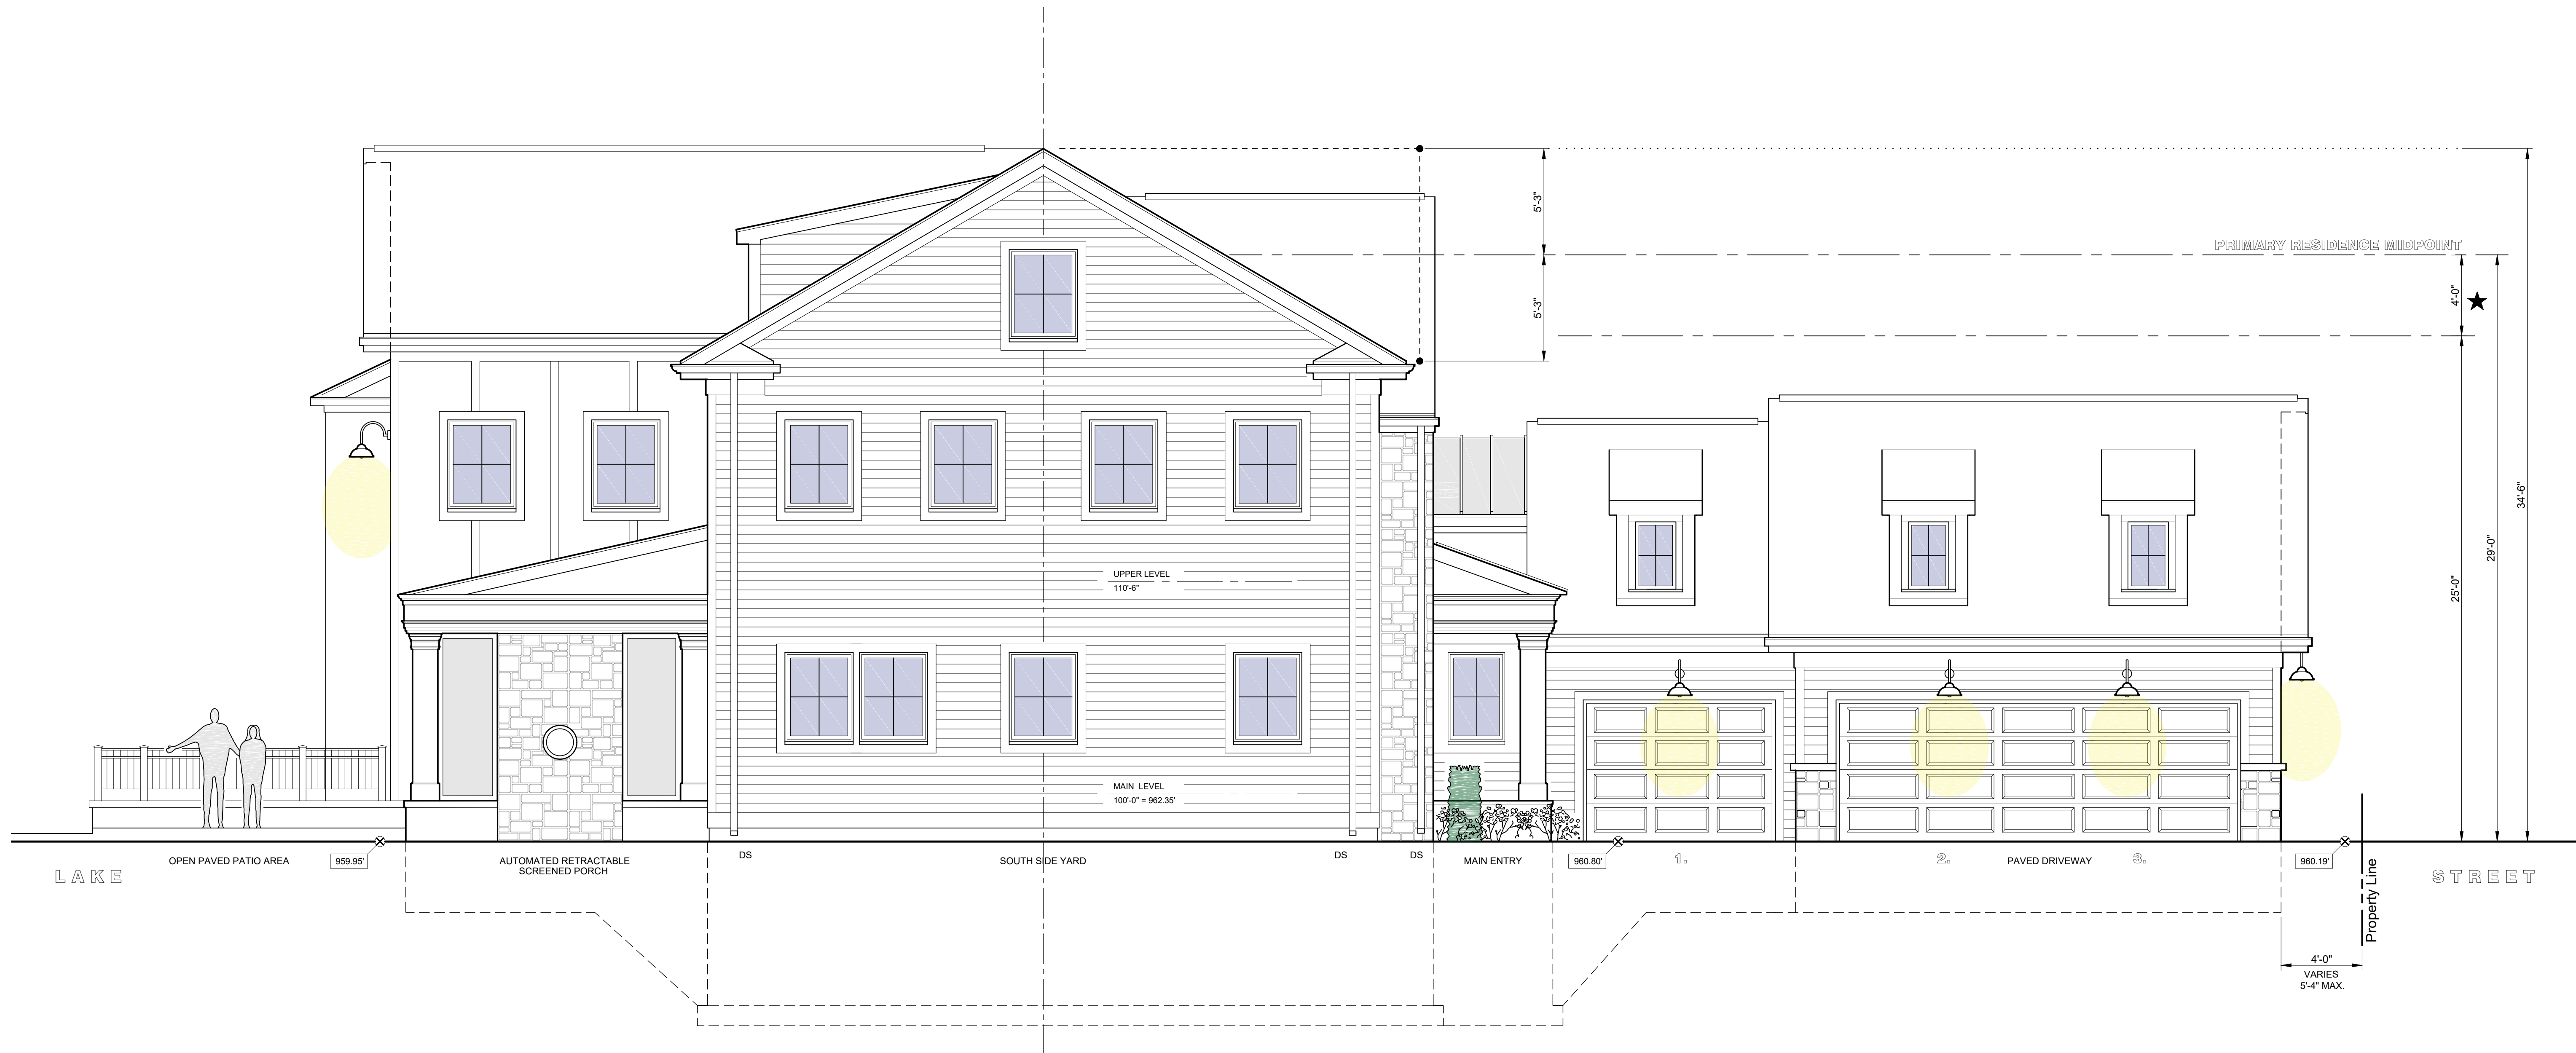 5'-3"
PRIMARY RESIDENCE MIDPOINT
5'-3"
4'-0"
34'-6"
29'-0"
25'-0"
UPPER LEVEL
110'-6"
MAIN LEVEL
100'-0" = 962.35'
DS
DS
DS
OPEN PAVED PATIO AREA
959.95'
AUTOMATED RETRACTABLE
SCREENED PORCH
SOUTH SIDE YARD
MAIN ENTRY
960.80'
1.
2.
PAVED DRIVEWAY
3.
960.19'
LAKE
STREET
Property Line
4'-0"
VARIES
5'-4" MAX.